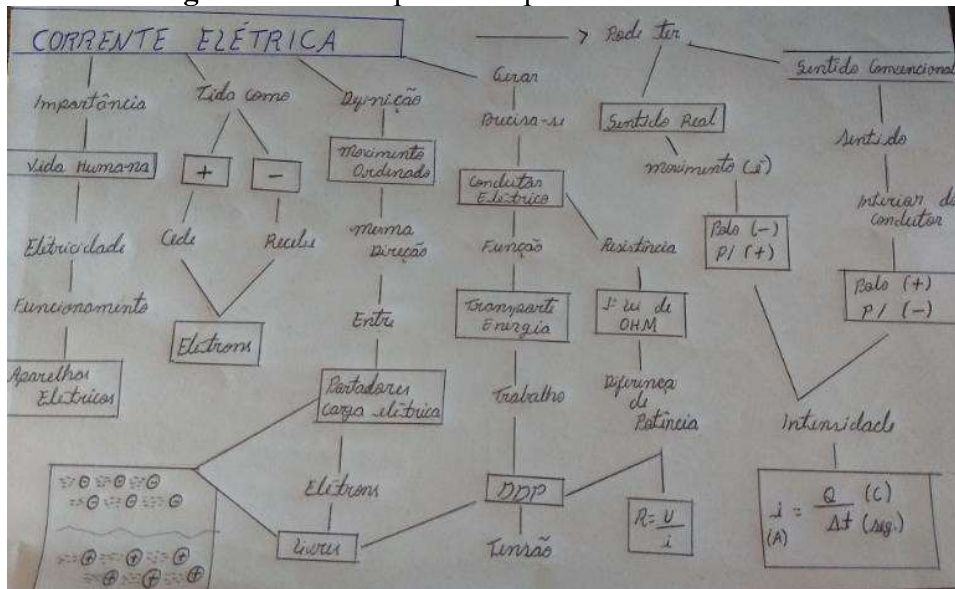 CORRENTE ELÉTRICA
Pode ter
Sentido Convencional
Importância
Tida como
Definição
Gerar
Precisa-se
Sentido Real
Sentido
Vida Humana
+
-
Movimento
Ordenado
Condutor
Elétrico
movimento (ē)
Interior do
Condutor
Eletricidade
Cede
Recebe
mesma
Direção
Função
Resistência
Polo (-)
P/ (+)
Polo (+)
P/ (-)
Funcionamento
Elétrons
Entre
Transporte
Energia
1ª Lei de
OHM
Aparelhos
Elétricos
Portadores
Carga elétrica
Trabalho
Diferença
de
Potência
Intensidade
Elétrons
DDP
Livres
Tensão
R= U
i
i = Q (C)
(A) Δt (seg.)